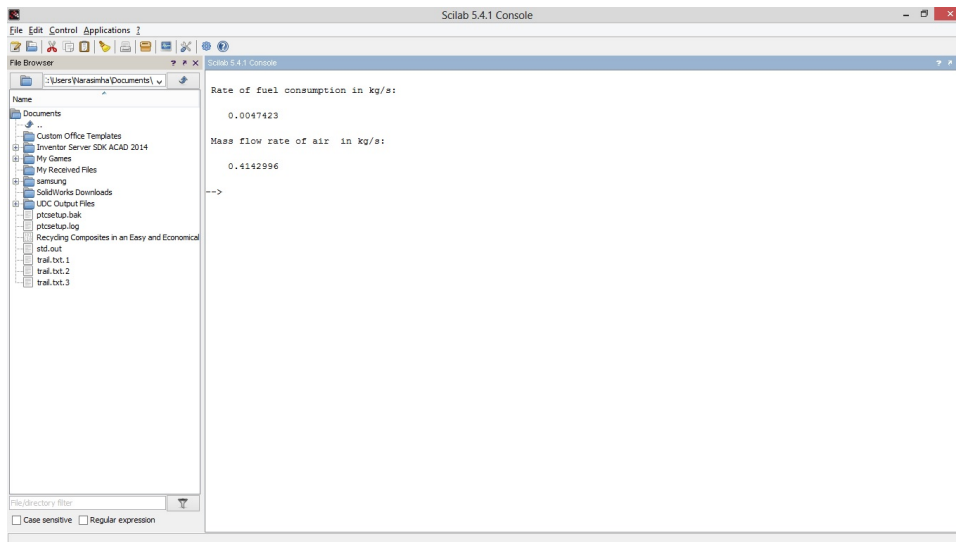 Scilab 5.4.1 Console
File Edit Control Applications ?
File Browser
:\Users\Narasimha\Documents\
Name
Documents
..
Custom Office Templates
Inventor Server SDK ACAD 2014
My Games
My Received Files
samsung
SolidWorks Downloads
UDC Output Files
ptcsetup.bak
ptcsetup.log
Recycling Composites in an Easy and Economical
std.out
trail.txt.1
trail.txt.2
trail.txt.3
File/directory filter
Case sensitive Regular expression
Scilab 5.4.1 Console
Rate of fuel consumption in kg/s:
0.0047423
Mass flow rate of air  in kg/s:
0.4142996
-->